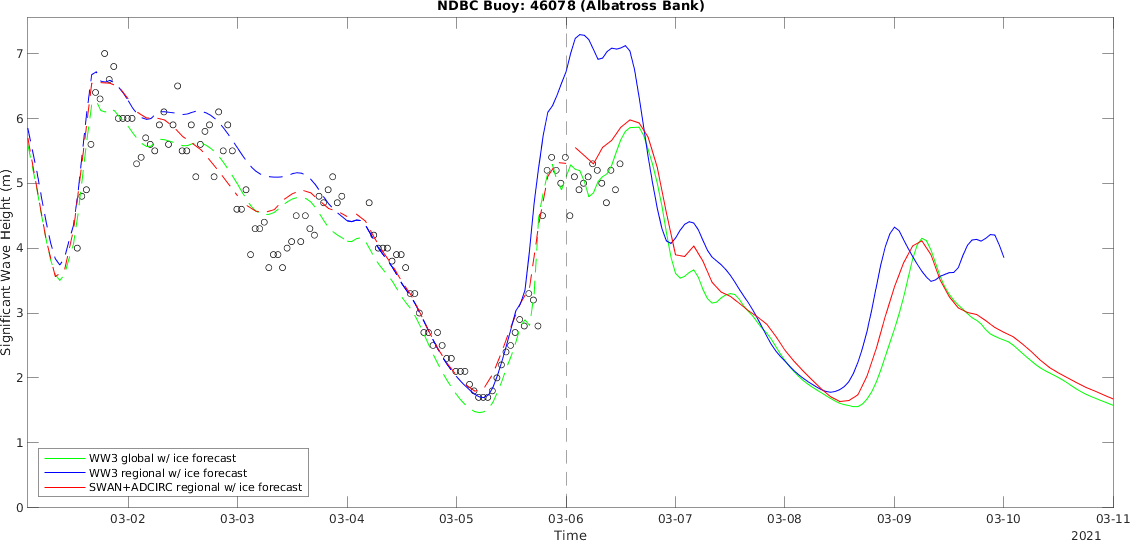 NDBC Buoy: 46078 (Albatross Bank)
Significant Wave Height (m)
7
6
5
4
3
2
1
0
WW3 global w/ ice forecast
WW3 regional w/ ice forecast
SWAN+ADCIRC regional w/ ice forecast
03-02 03-03 03-04 03-05 03-06 03-07 03-08 03-09 03-10 03-11
Time
2021